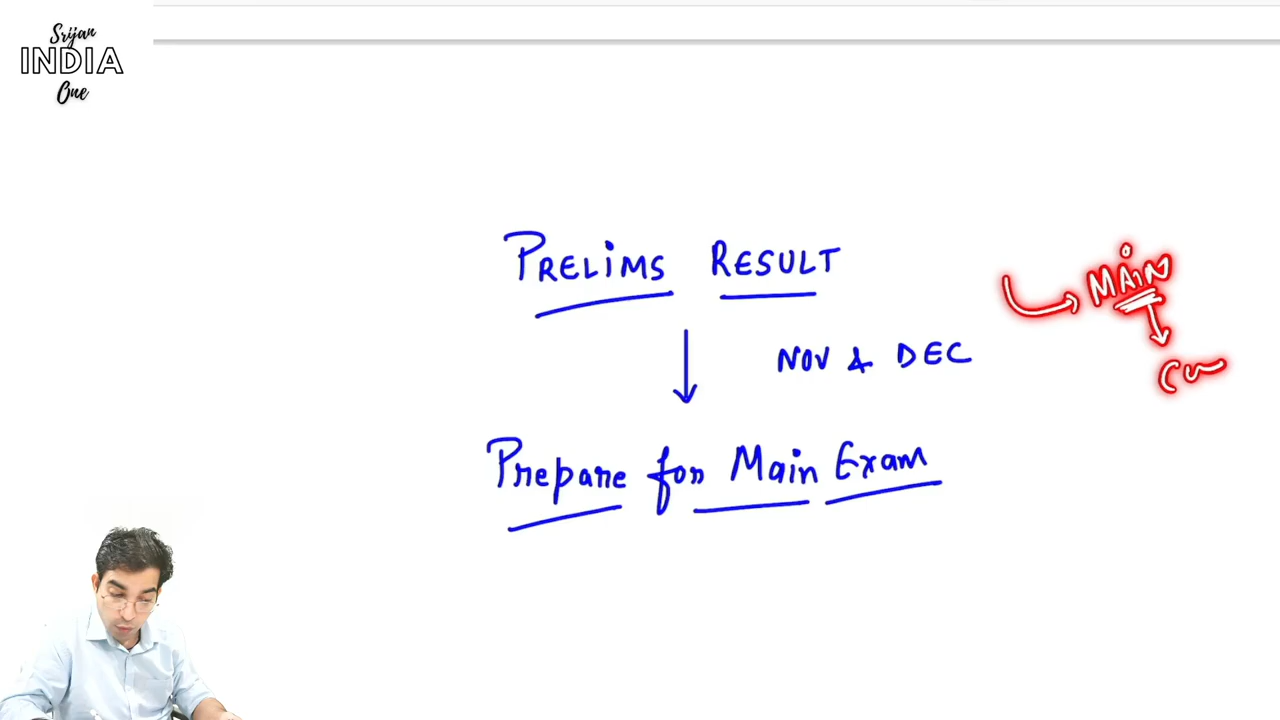 Srijan
INDIA
One
PRELIMS RESULT
NOV & DEC
Prepare for Main Exam
MAIN